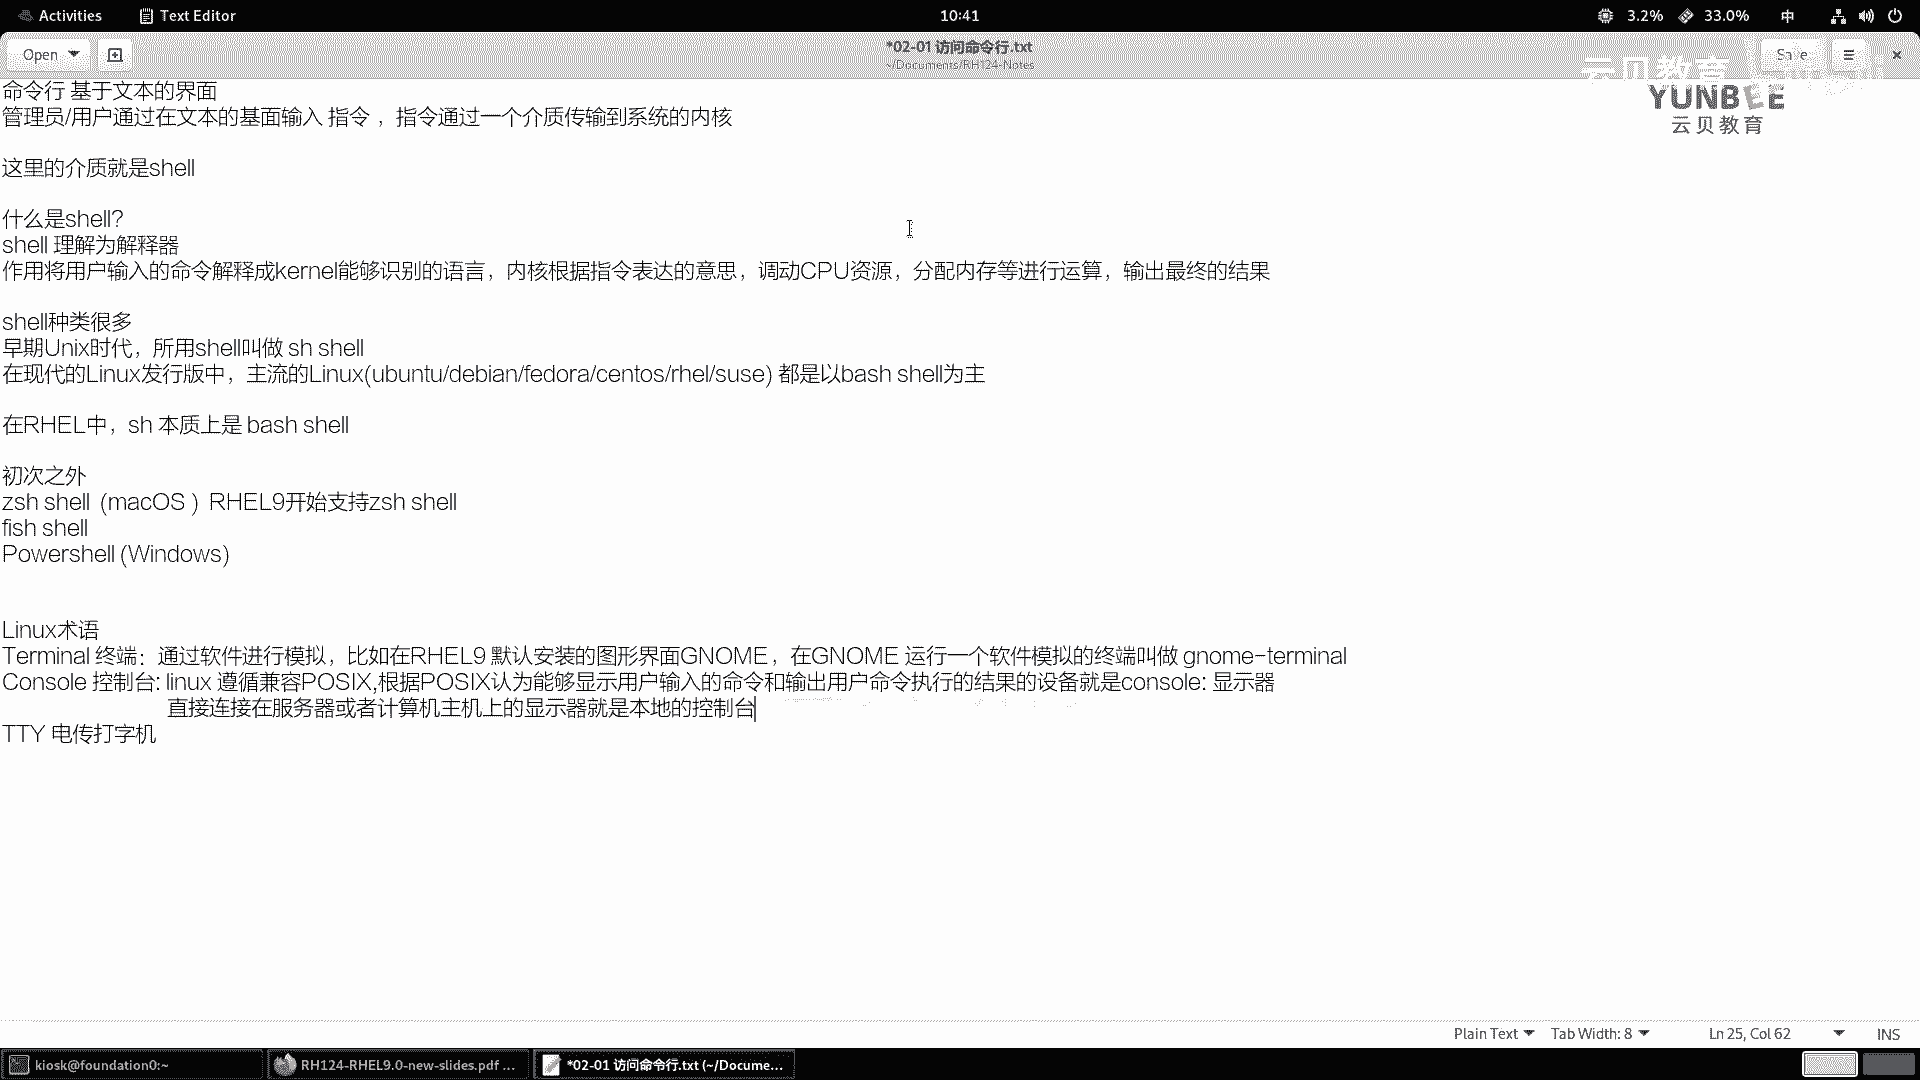 Activities Text Editor 10:41 3.2% 33.0% 中
Open *02-01 访问命令行.txt Save
~/Documents/RH124-Notes
云贝教育
YUNBEE
云贝教育
命令行 基于文本的界面
管理员/用户通过在文本的基面输入 指令 ，指令通过一个介质传输到系统的内核
这里的介质就是shell
什么是shell?
shell 理解为解释器
作用将用户输入的命令解释成kernel能够识别的语言，内核根据指令表达的意思，调动CPU资源，分配内存等进行运算，输出最终的结果
shell种类很多
早期Unix时代，所用shell叫做 sh shell
在现代的Linux发行版中，主流的Linux(ubuntu/debian/fedora/centos/rhel/suse) 都是以bash shell为主
在RHEL中，sh 本质上是 bash shell
初次之外
zsh shell (macOS ) RHEL9开始支持zsh shell
fish shell
Powershell (Windows)
Linux术语
Terminal 终端：通过软件进行模拟，比如在RHEL9 默认安装的图形界面GNOME，在GNOME 运行一个软件模拟的终端叫做 gnome-terminal
Console 控制台: linux 遵循兼容POSIX,根据POSIX认为能够显示用户输入的命令和输出用户命令执行的结果的设备就是console: 显示器
直接连接在服务器或者计算机主机上的显示器就是本地的控制台
TTY 电传打字机
Plain Text Tab Width: 8 Ln 25, Col 62 INS
kiosk@foundation0:~ RH124-RHEL9.0-new-slides.pdf ... *02-01 访问命令行.txt (~/Docume...